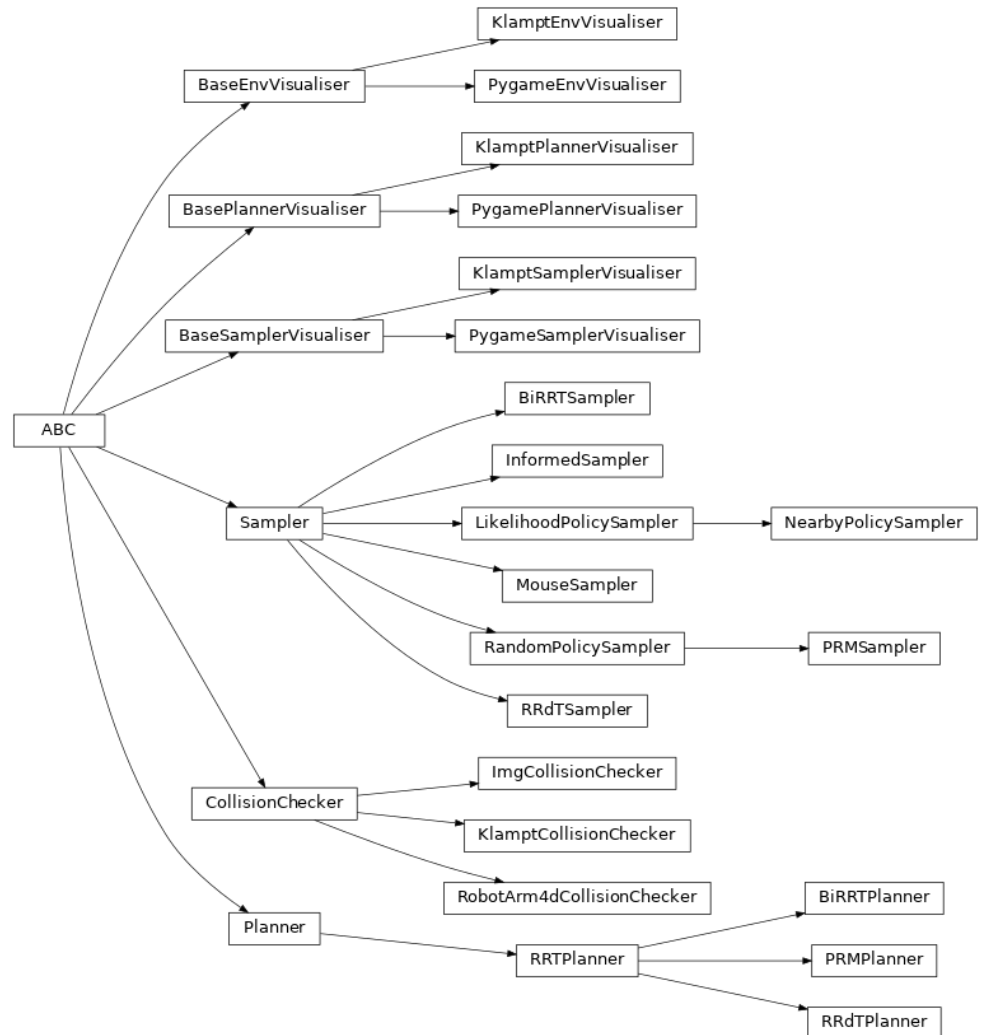 KlamptEnvVisualiser
BaseEnvVisualiser
PygameEnvVisualiser
KlamptPlannerVisualiser
BasePlannerVisualiser
PygamePlannerVisualiser
KlamptSamplerVisualiser
BaseSamplerVisualiser
PygameSamplerVisualiser
BiRRTSampler
ABC
InformedSampler
Sampler
LikelihoodPolicySampler
NearbyPolicySampler
MouseSampler
RandomPolicySampler
PRMSampler
RRdTSampler
ImgCollisionChecker
CollisionChecker
KlamptCollisionChecker
RobotArm4dCollisionChecker
BiRRTPlanner
Planner
RRTPlanner
PRMPlanner
RRdTPlanner